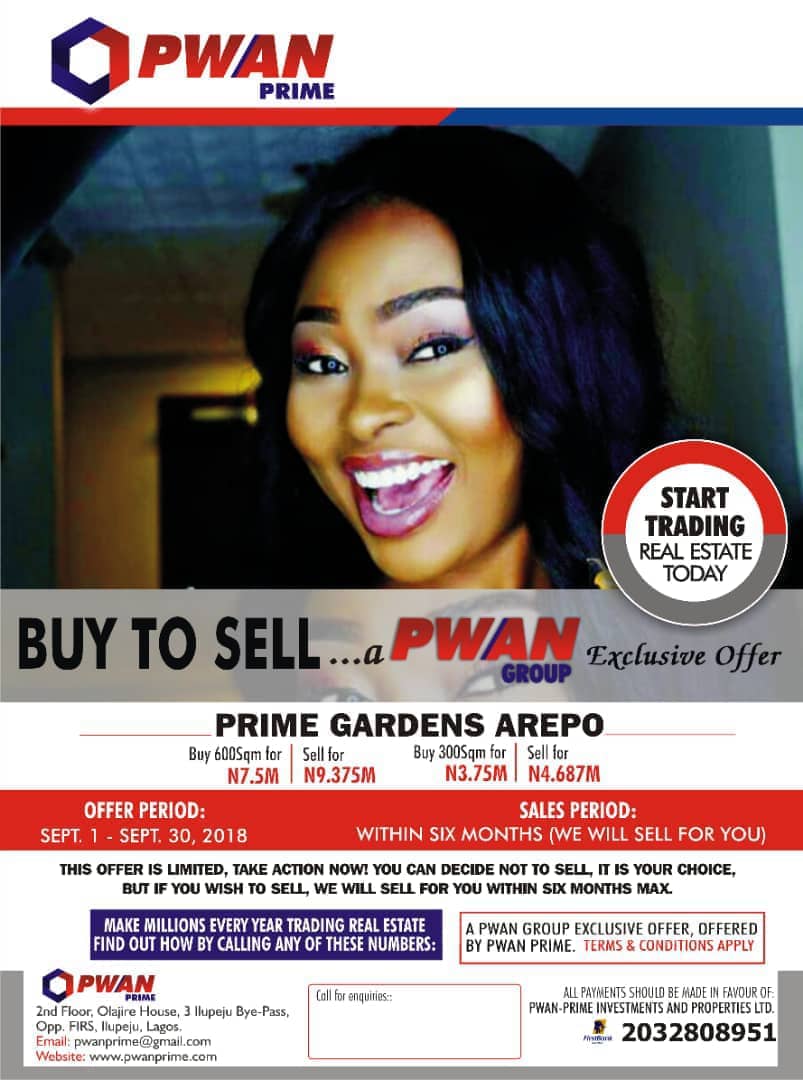 PWAN
PRIME
START
TRADING
REAL ESTATE
TODAY
BUY TO SELL ...a PWAN GROUP Exclusive Offer
PRIME GARDENS AREPO
Buy 600Sqm for | Sell for
N7.5M | N9.375M
Buy 300Sqm for | Sell for
N3.75M | N4.687M
OFFER PERIOD:
SEPT. 1 - SEPT. 30, 2018
SALES PERIOD:
WITHIN SIX MONTHS (WE WILL SELL FOR YOU)
THIS OFFER IS LIMITED, TAKE ACTION NOW! YOU CAN DECIDE NOT TO SELL, IT IS YOUR CHOICE,
BUT IF YOU WISH TO SELL, WE WILL SELL FOR YOU WITHIN SIX MONTHS MAX.
MAKE MILLIONS EVERY YEAR TRADING REAL ESTATE
FIND OUT HOW BY CALLING ANY OF THESE NUMBERS:
A PWAN GROUP EXCLUSIVE OFFER, OFFERED
BY PWAN PRIME. TERMS & CONDITIONS APPLY
PWAN
PRIME
2nd Floor, Olajire House, 3 Ilupeju Bye-Pass,
Opp. FIRS, Ilupeju, Lagos.
Email: pwanprime@gmail.com
Website: www.pwanprime.com
Call for enquiries::
ALL PAYMENTS SHOULD BE MADE IN FAVOUR OF:
PWAN-PRIME INVESTMENTS AND PROPERTIES LTD.
FirstBank
2032808951